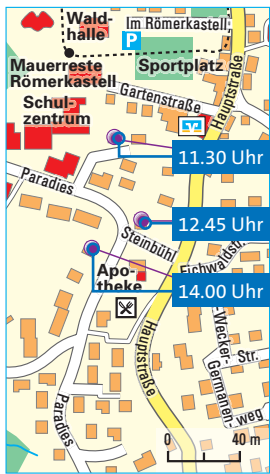 Wald-
halle
Im Römerkastell
P
Mauerreste
Römerkastell
Sportplatz
Hauptstraße
Gartenstraße
Schul-
zentrum
11.30 Uhr
Paradies
12.45 Uhr
Steinbühl
Eichwaldstr.
Apo-
theke
14.00 Uhr
Hauptstraße
-Wecker-
Str.
Germanen-
weg
Paradies
0
40 m